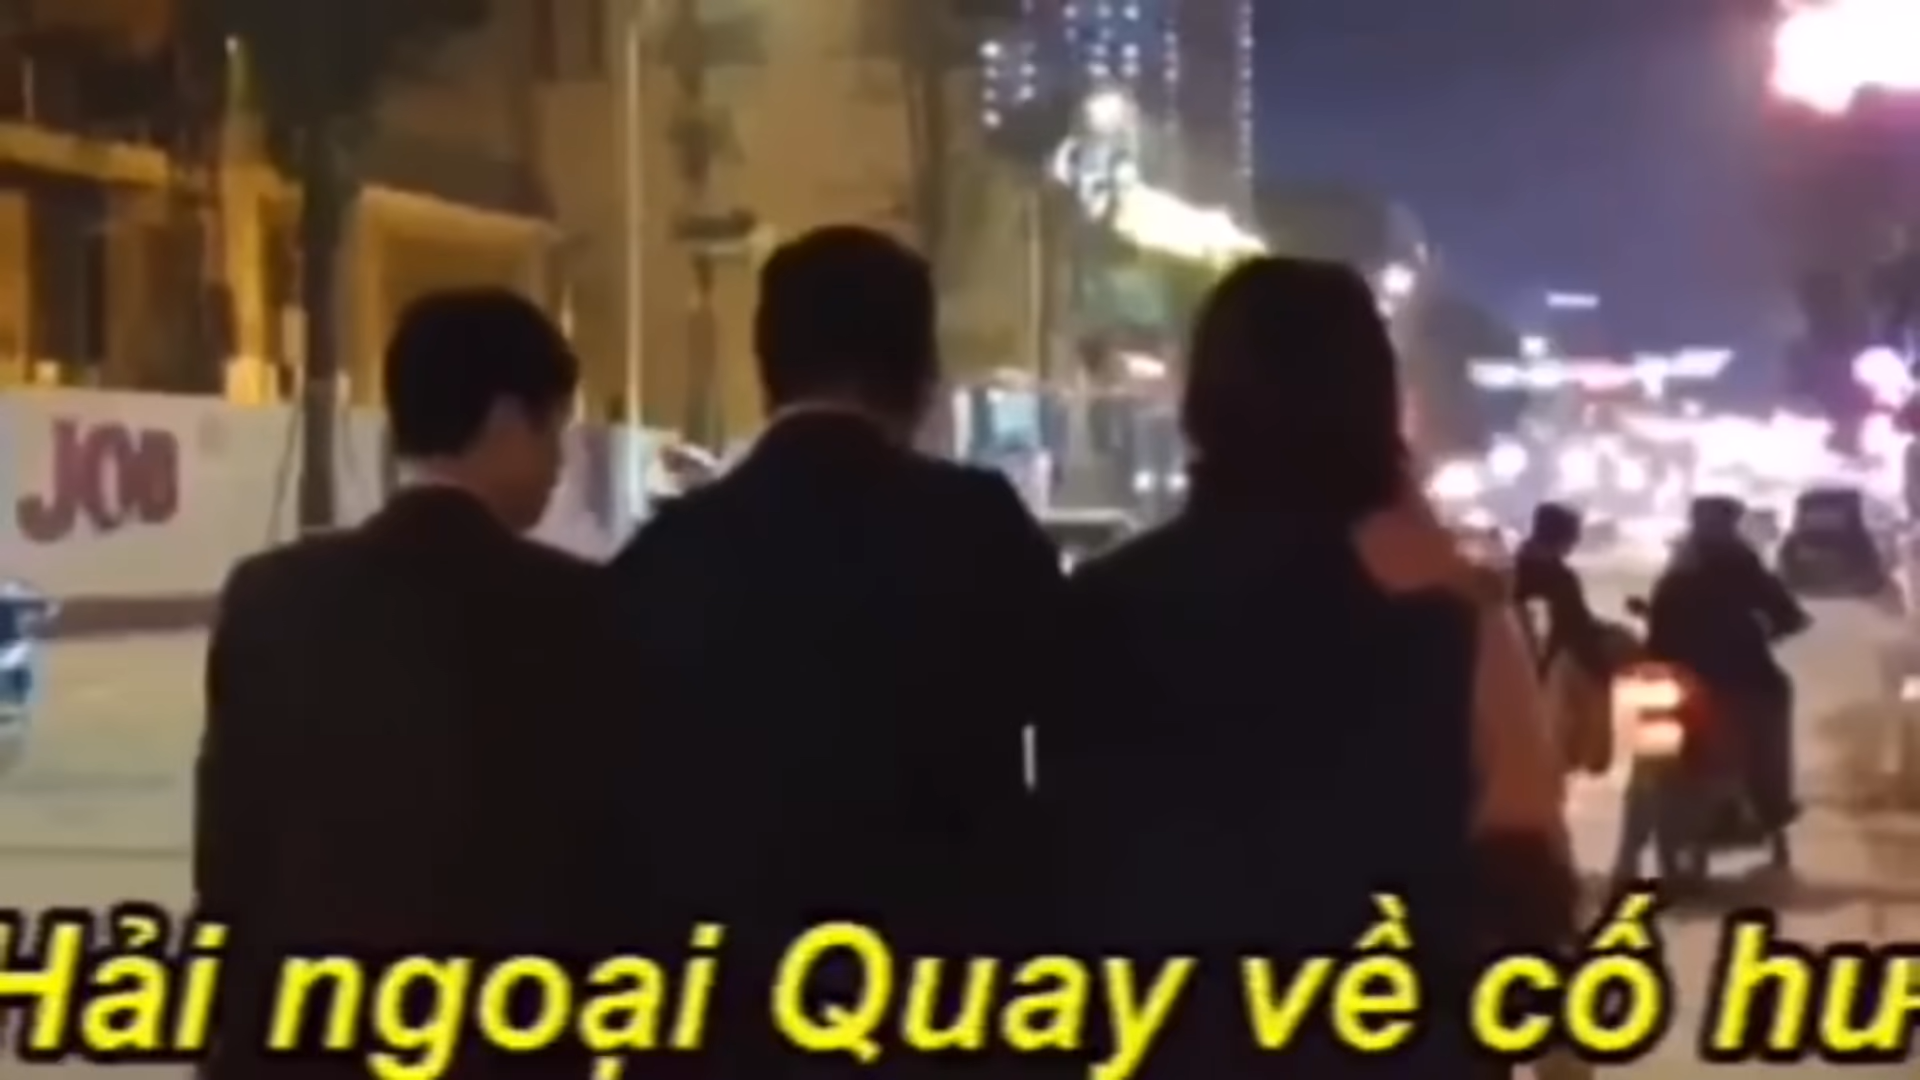 JOB
Hải ngoại Quay về cố